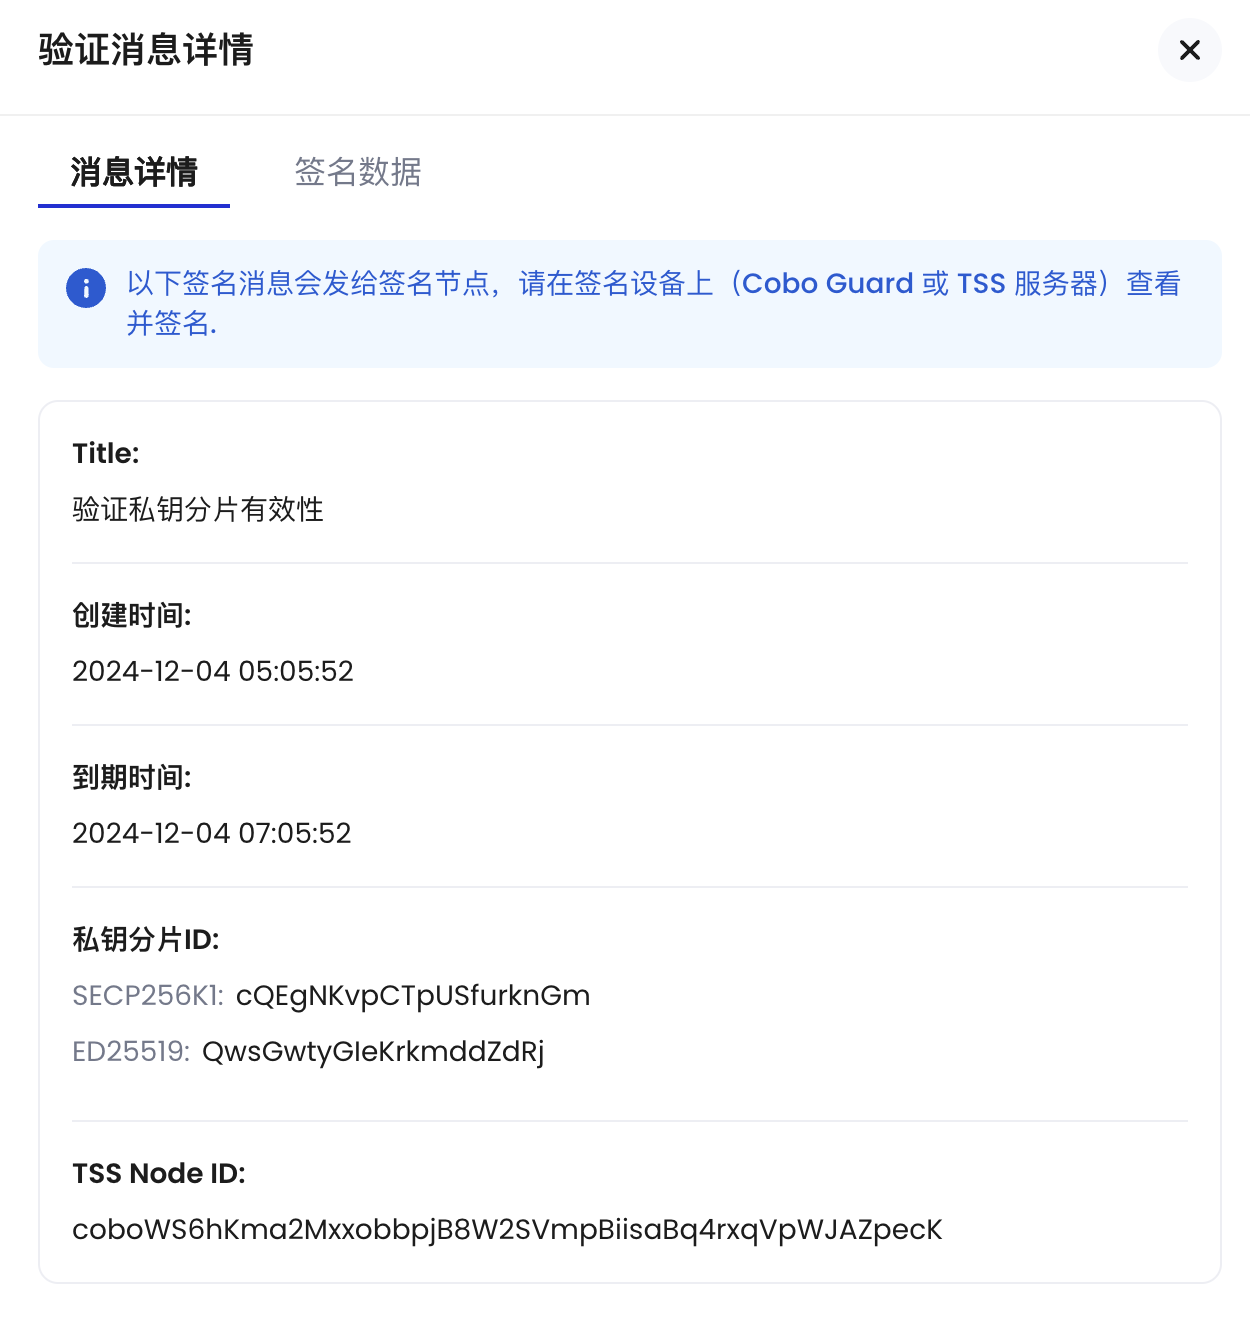 验证消息详情
消息详情
签名数据
以下签名消息会发给签名节点，请在签名设备上（Cobo Guard 或 TSS 服务器）查看
并签名.
Title:
验证私钥分片有效性
创建时间:
2024-12-04 05:05:52
到期时间:
2024-12-04 07:05:52
私钥分片ID:
SECP256K1: cQEgNKvpCTpUSfurknGm
ED25519: QwsGwtyGIeKrkmddZdRj
TSS Node ID:
coboWS6hKma2MxxobbpjB8W2SVmpBiisaBq4rxqVpWJAZpecK